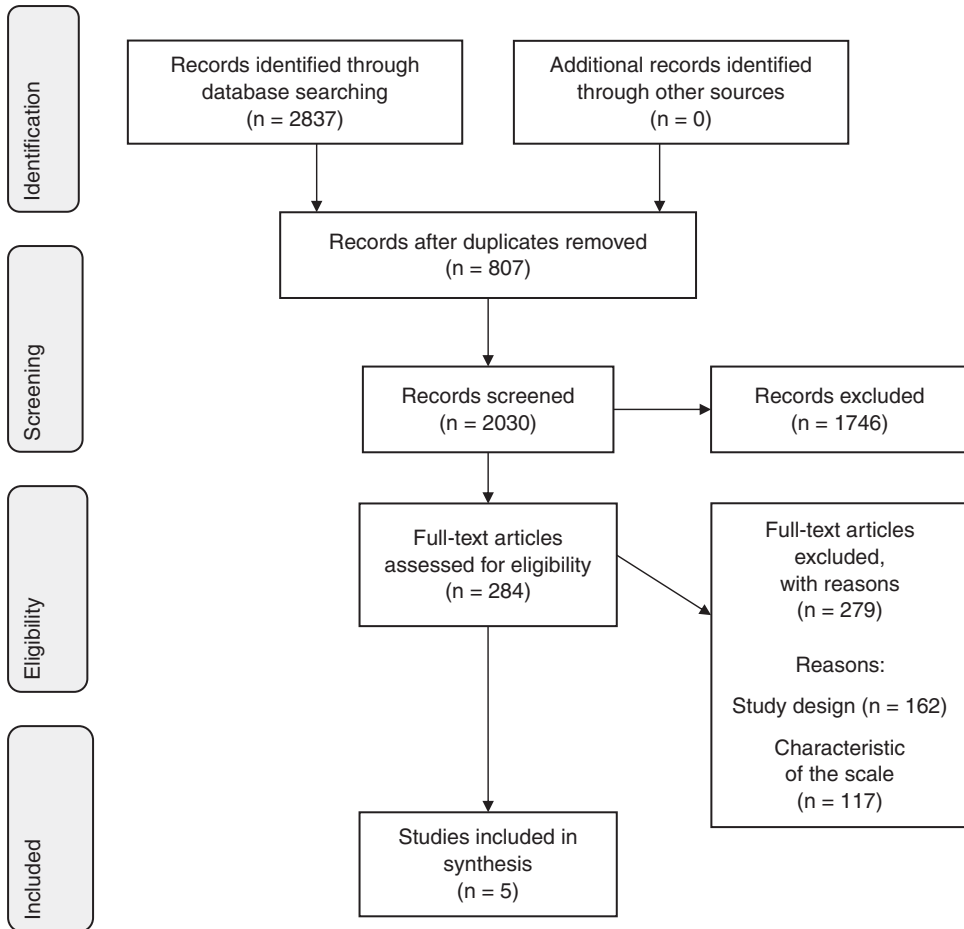 Identification
Records identified through
database searching
(n = 2837)
Additional records identified
through other sources
(n = 0)
Records after duplicates removed
(n = 807)
Screening
Records screened
(n = 2030)
Records excluded
(n = 1746)
Eligibility
Full-text articles
assessed for eligibility
(n = 284)
Full-text articles
excluded,
with reasons
(n = 279)
Reasons:
Study design (n = 162)
Characteristic
of the scale
(n = 117)
Included
Studies included in
synthesis
(n = 5)